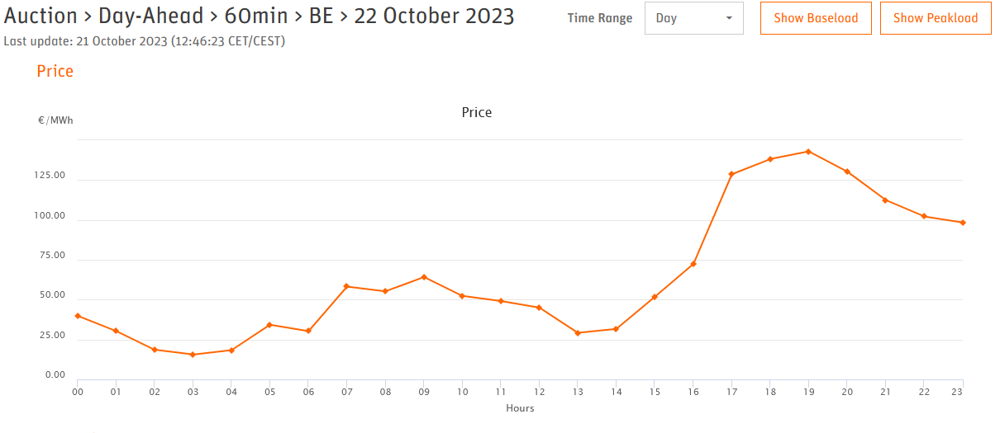 Auction > Day-Ahead > 60min > BE > 22 October 2023
Time Range
Day
Show Baseload
Show Peakload
Last update: 21 October 2023 (12:46:23 CET/CEST)
Price
Price
€/MWh
125.00
100.00
75.00
50.00
25.00
0.00
00 01 02 03 04 05 06 07 08 09 10 11 12 13 14 15 16 17 18 19 20 21 22 23
Hours